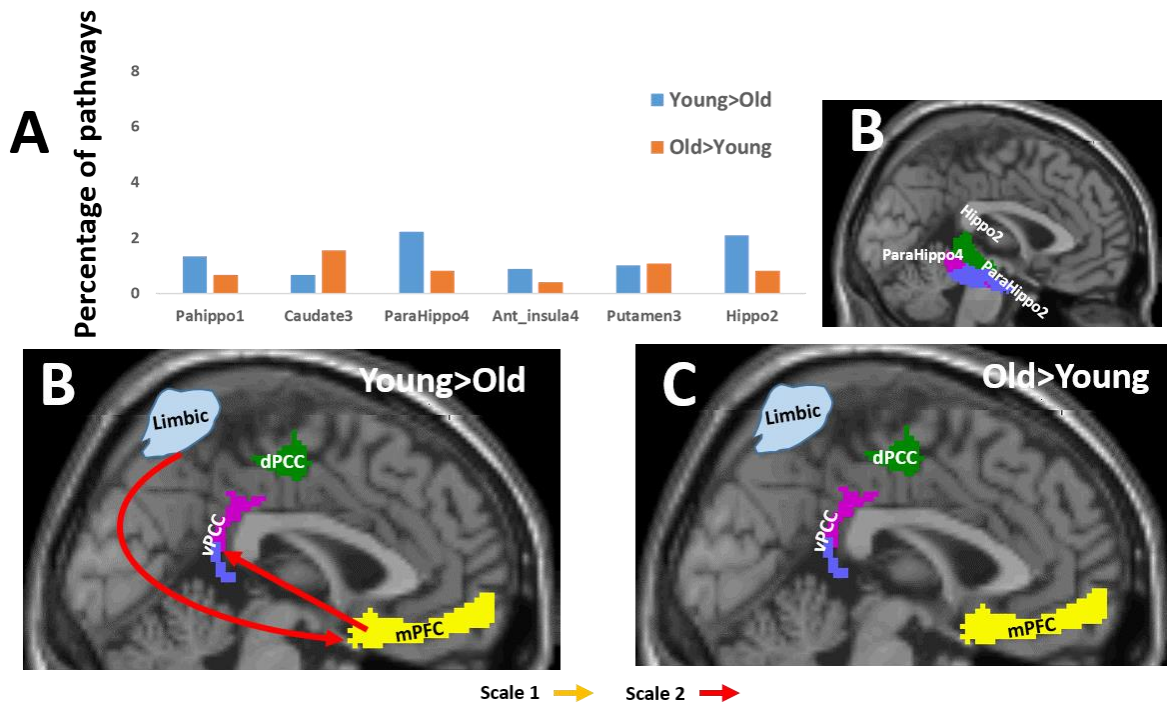 A
Percentage of pathways
8
6
4
2
0
Young>Old
Old>Young
Pahippo1 Caudate3 ParaHippo4 Ant_insula4 Putamen3 Hippo2
B
Hippo2
ParaHippo4
ParaHippo2
B
Young>Old
Limbic
dPCC
vPCC
mPFC
C
Old>Young
Limbic
dPCC
vPCC
mPFC
Scale 1 Scale 2